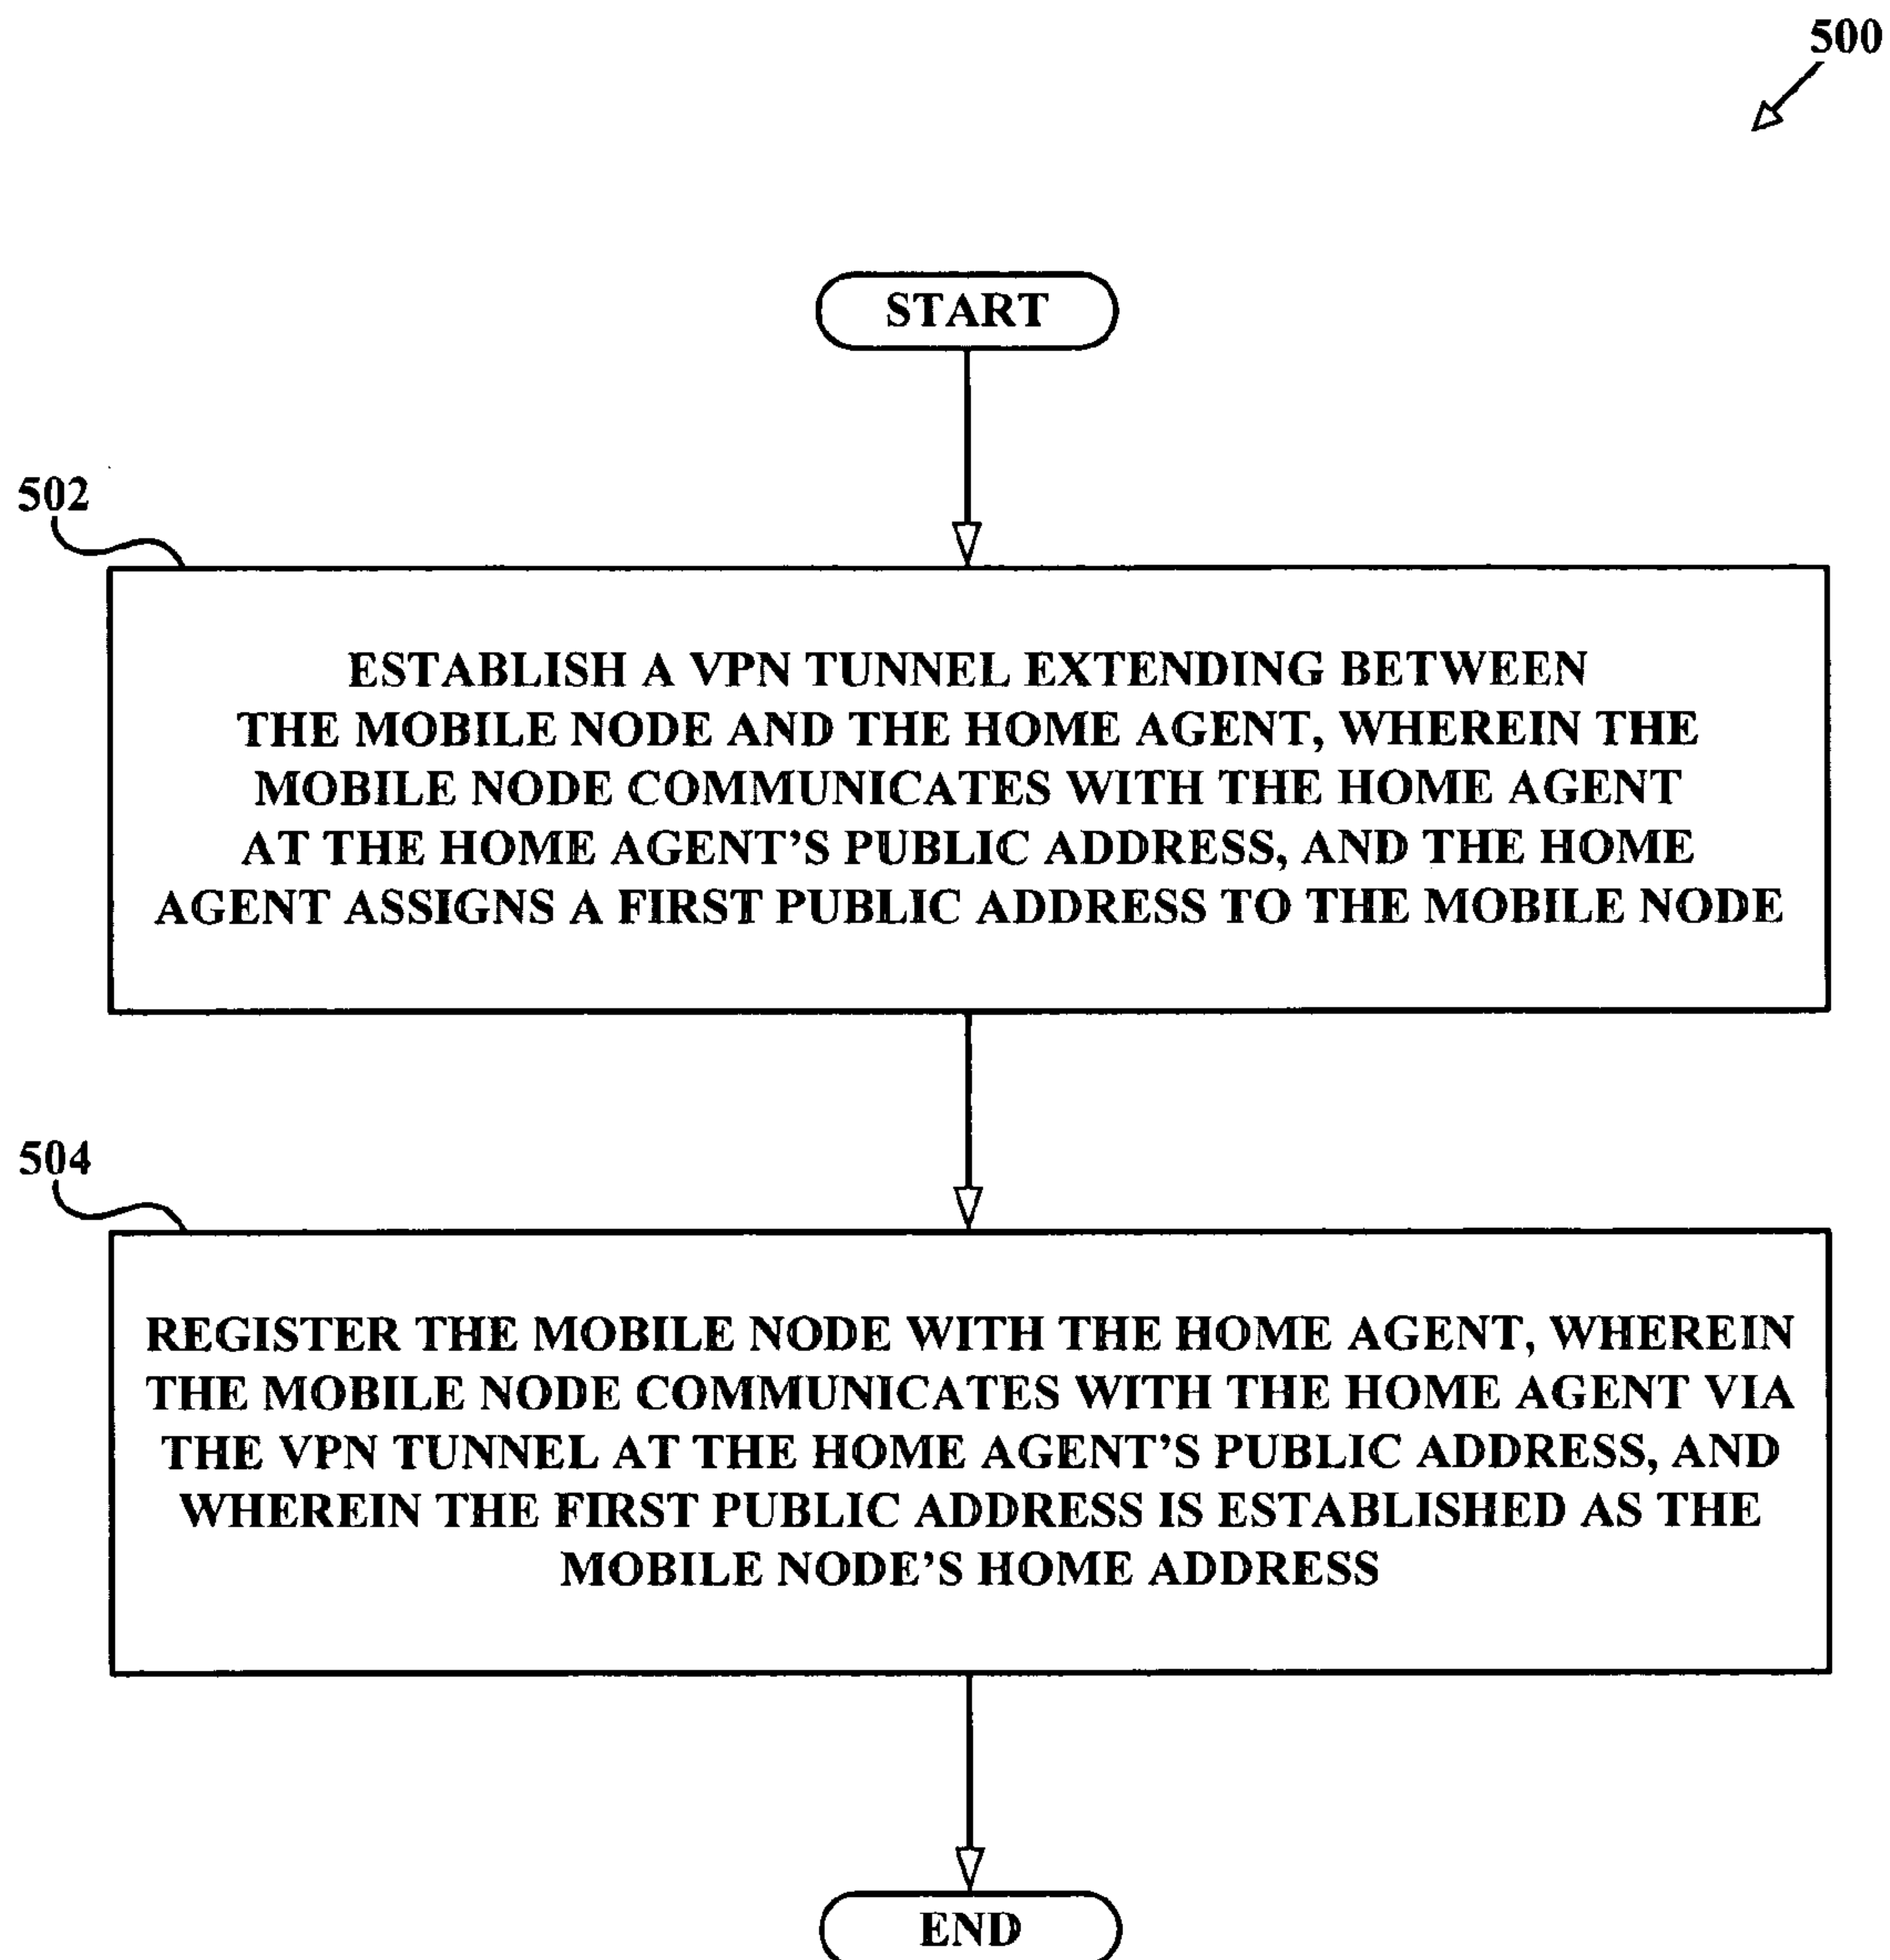 500
START
502
ESTABLISH A VPN TUNNEL EXTENDING BETWEEN
THE MOBILE NODE AND THE HOME AGENT, WHEREIN THE
MOBILE NODE COMMUNICATES WITH THE HOME AGENT
AT THE HOME AGENT'S PUBLIC ADDRESS, AND THE HOME
AGENT ASSIGNS A FIRST PUBLIC ADDRESS TO THE MOBILE NODE
504
REGISTER THE MOBILE NODE WITH THE HOME AGENT, WHEREIN
THE MOBILE NODE COMMUNICATES WITH THE HOME AGENT VIA
THE VPN TUNNEL AT THE HOME AGENT'S PUBLIC ADDRESS, AND
WHEREIN THE FIRST PUBLIC ADDRESS IS ESTABLISHED AS THE
MOBILE NODE'S HOME ADDRESS
END